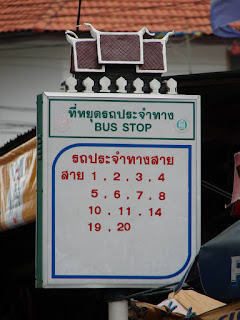 ที่หยุดรถประจำทาง
BUS STOP
รถประจำทางสาย
สาย 1 , 2 , 3 , 4
5 , 6 , 7 , 8
10 , 11 , 14
19 , 20